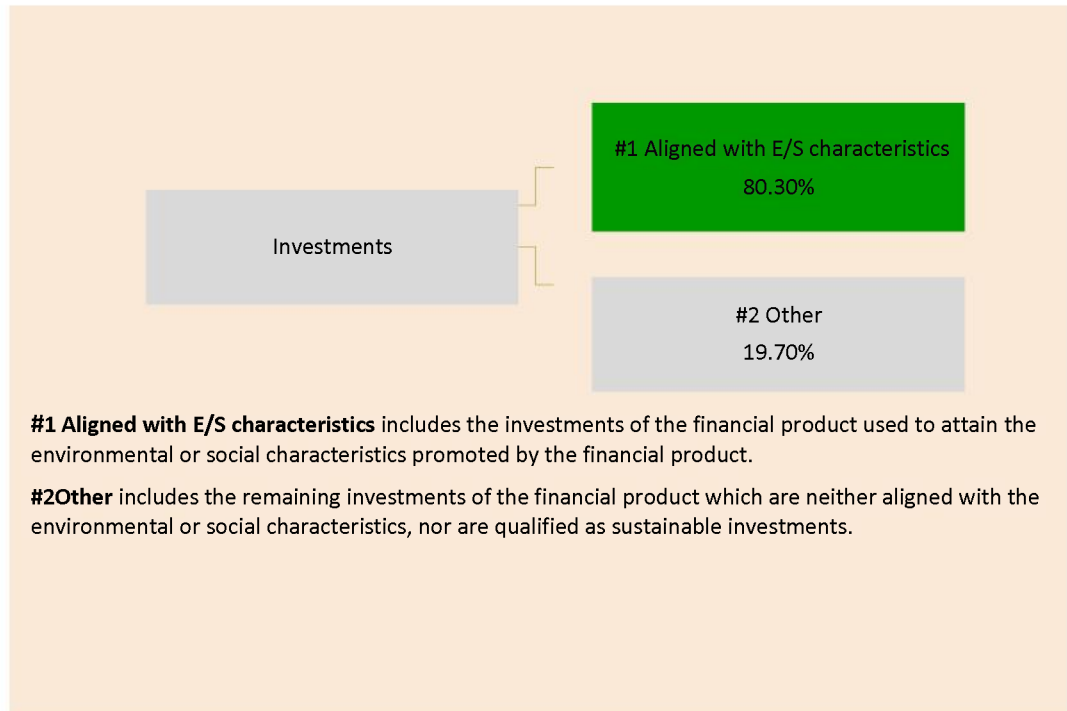 #1 Aligned with E/S characteristics
80.30%
Investments
#2 Other
19.70%
#1 Aligned with E/S characteristics includes the investments of the financial product used to attain the
environmental or social characteristics promoted by the financial product.
#2Other includes the remaining investments of the financial product which are neither aligned with the
environmental or social characteristics, nor are qualified as sustainable investments.